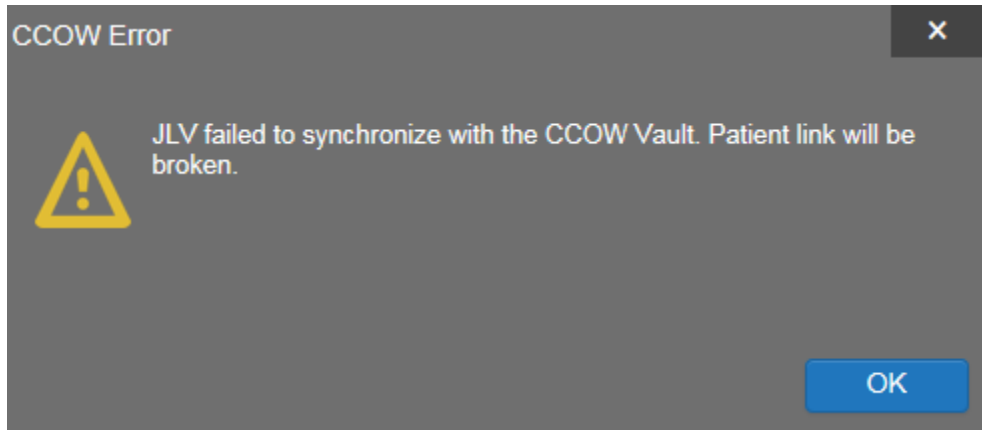 CCOW Error
×
JLV failed to synchronize with the CCOW Vault. Patient link will be
broken.
OK